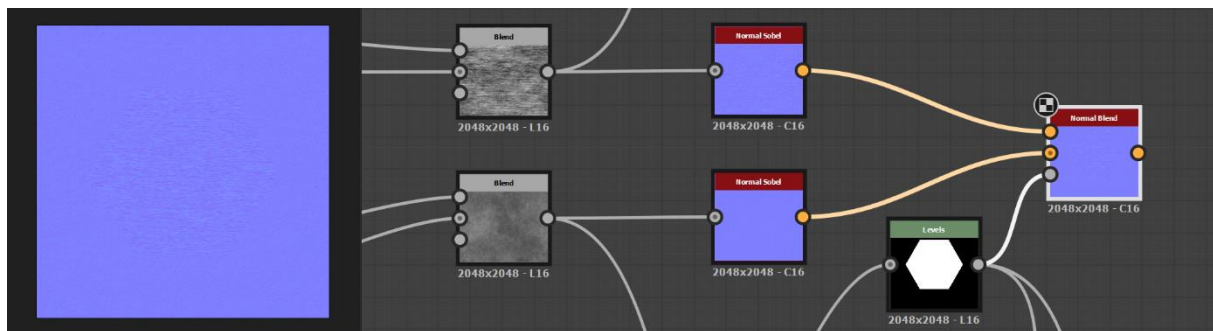 Blend
2048x2048 - L16
Normal Sobel
2048x2048 - C16
Normal Blend
2048x2048 - C16
Blend
2048x2048 - L16
Normal Sobel
2048x2048 - C16
Levels
2048x2048 - L16